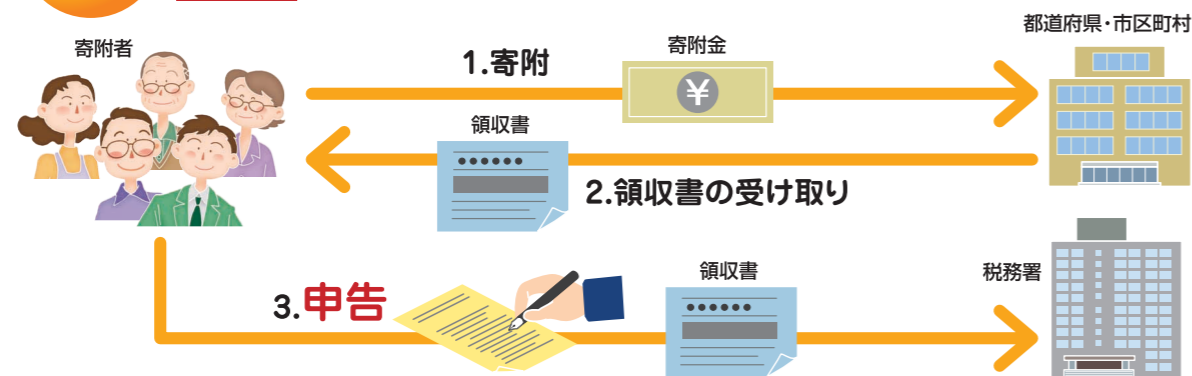 寄附者
1.寄附
寄附金
¥
都道府県・市区町村
領収書
2.領収書の受け取り
3.申告
領収書
税務署